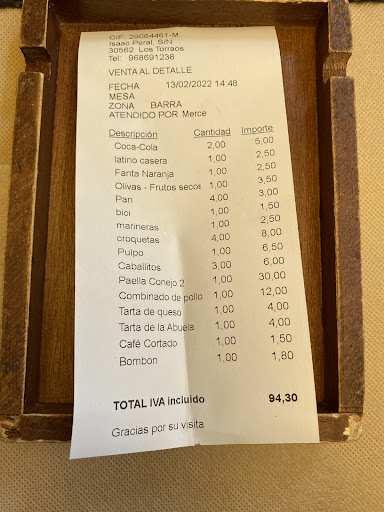 CIF: 29064461-M
Isaac Peral, S/N
30562 Los Torraos
Tel: 968691238
VENTA AL DETALLE
FECHA 13/02/2022 14:48
MESA
ZONA BARRA
ATENDIDO POR Merce
Descripción Cantidad Importe
Coca-Cola 2,00 5,00
latino casera 1,00 2,50
Fanta Naranja 1,00 2,50
Olivas - Frutos secos 1,00 3,50
Pan 4,00 3,00
bici 1,00 1,50
marineras 1,00 2,50
croquetas 4,00 8,00
Pulpo 1,00 6,50
Caballitos 3,00 6,00
Paella Conejo 2 1,00 30,00
Combinado de pollo 1,00 12,00
Tarta de queso 1,00 4,00
Tarta de la Abuela 1,00 4,00
Café Cortado 1,00 1,50
Bombon 1,00 1,80
TOTAL IVA incluido 94,30
Gracias por su visita